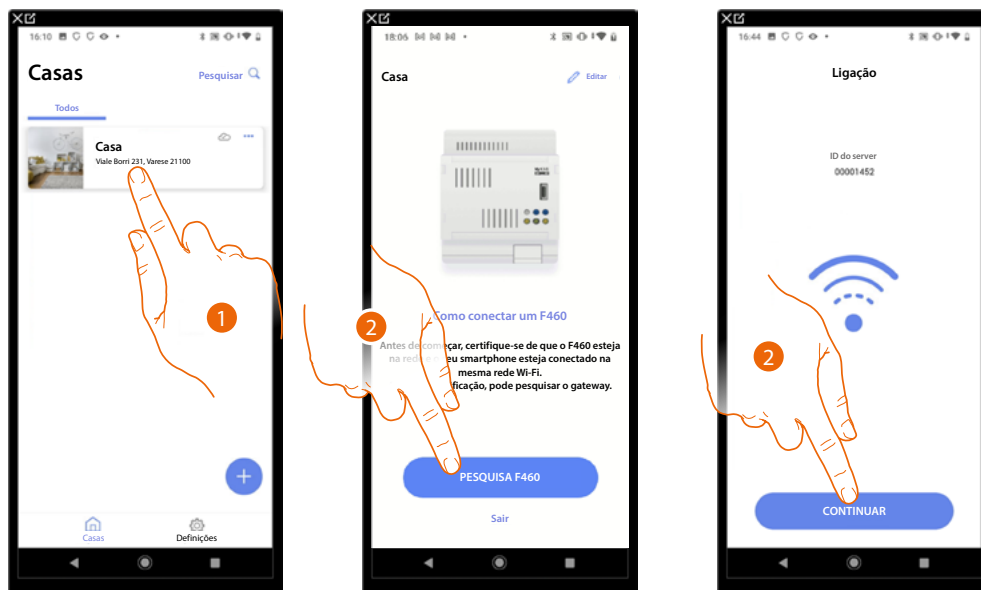 16:10
Casas
Pesquisar
Todos
Casa
Viale Borri 231, Varese 21100
1
+
Casas
Definições
18:06
Casa
Editar
Como conectar um F460
2
Antes de começar, certifique-se de que o F460 esteja
na rede eu smartphone esteja conectado na
mesma rede Wi-Fi.
ficação, pode pesquisar o gateway.
PESQUISA F460
Sair
16:44
Ligação
ID do server
00001452
2
CONTINUAR